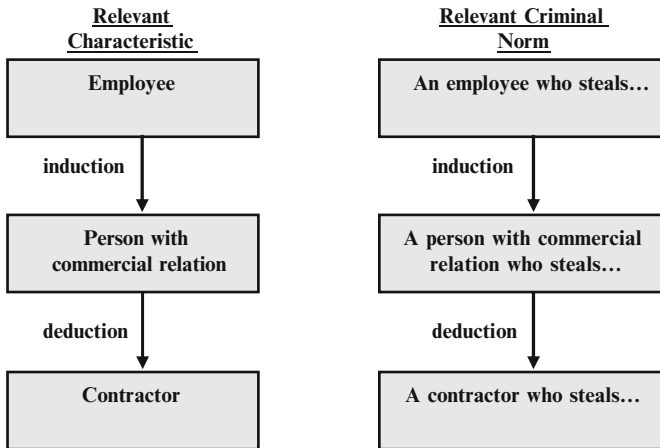 Relevant
Characteristic
Employee
induction
Person with
commercial relation
deduction
Contractor
Relevant Criminal
Norm
An employee who steals…
induction
A person with commercial
relation who steals…
deduction
A contractor who steals…